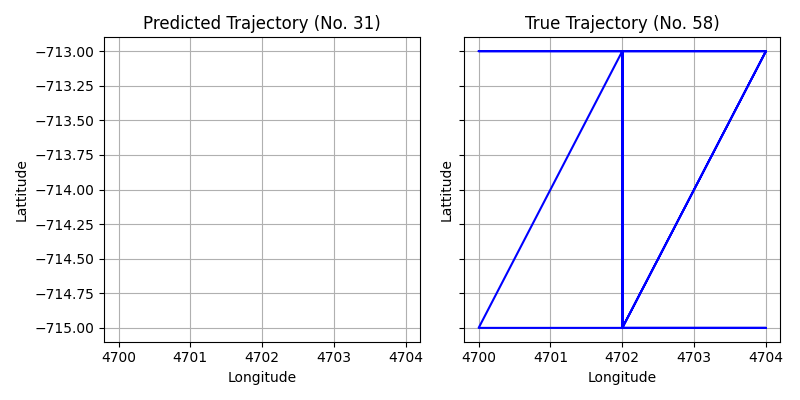 Predicted Trajectory (No. 31)
True Trajectory (No. 58)
−713.00
−713.25
−713.50
−713.75
−714.00
−714.25
−714.50
−714.75
−715.00
Lattitude
Lattitude
4700 4701 4702 4703 4704
4700 4701 4702 4703 4704
Longitude
Longitude